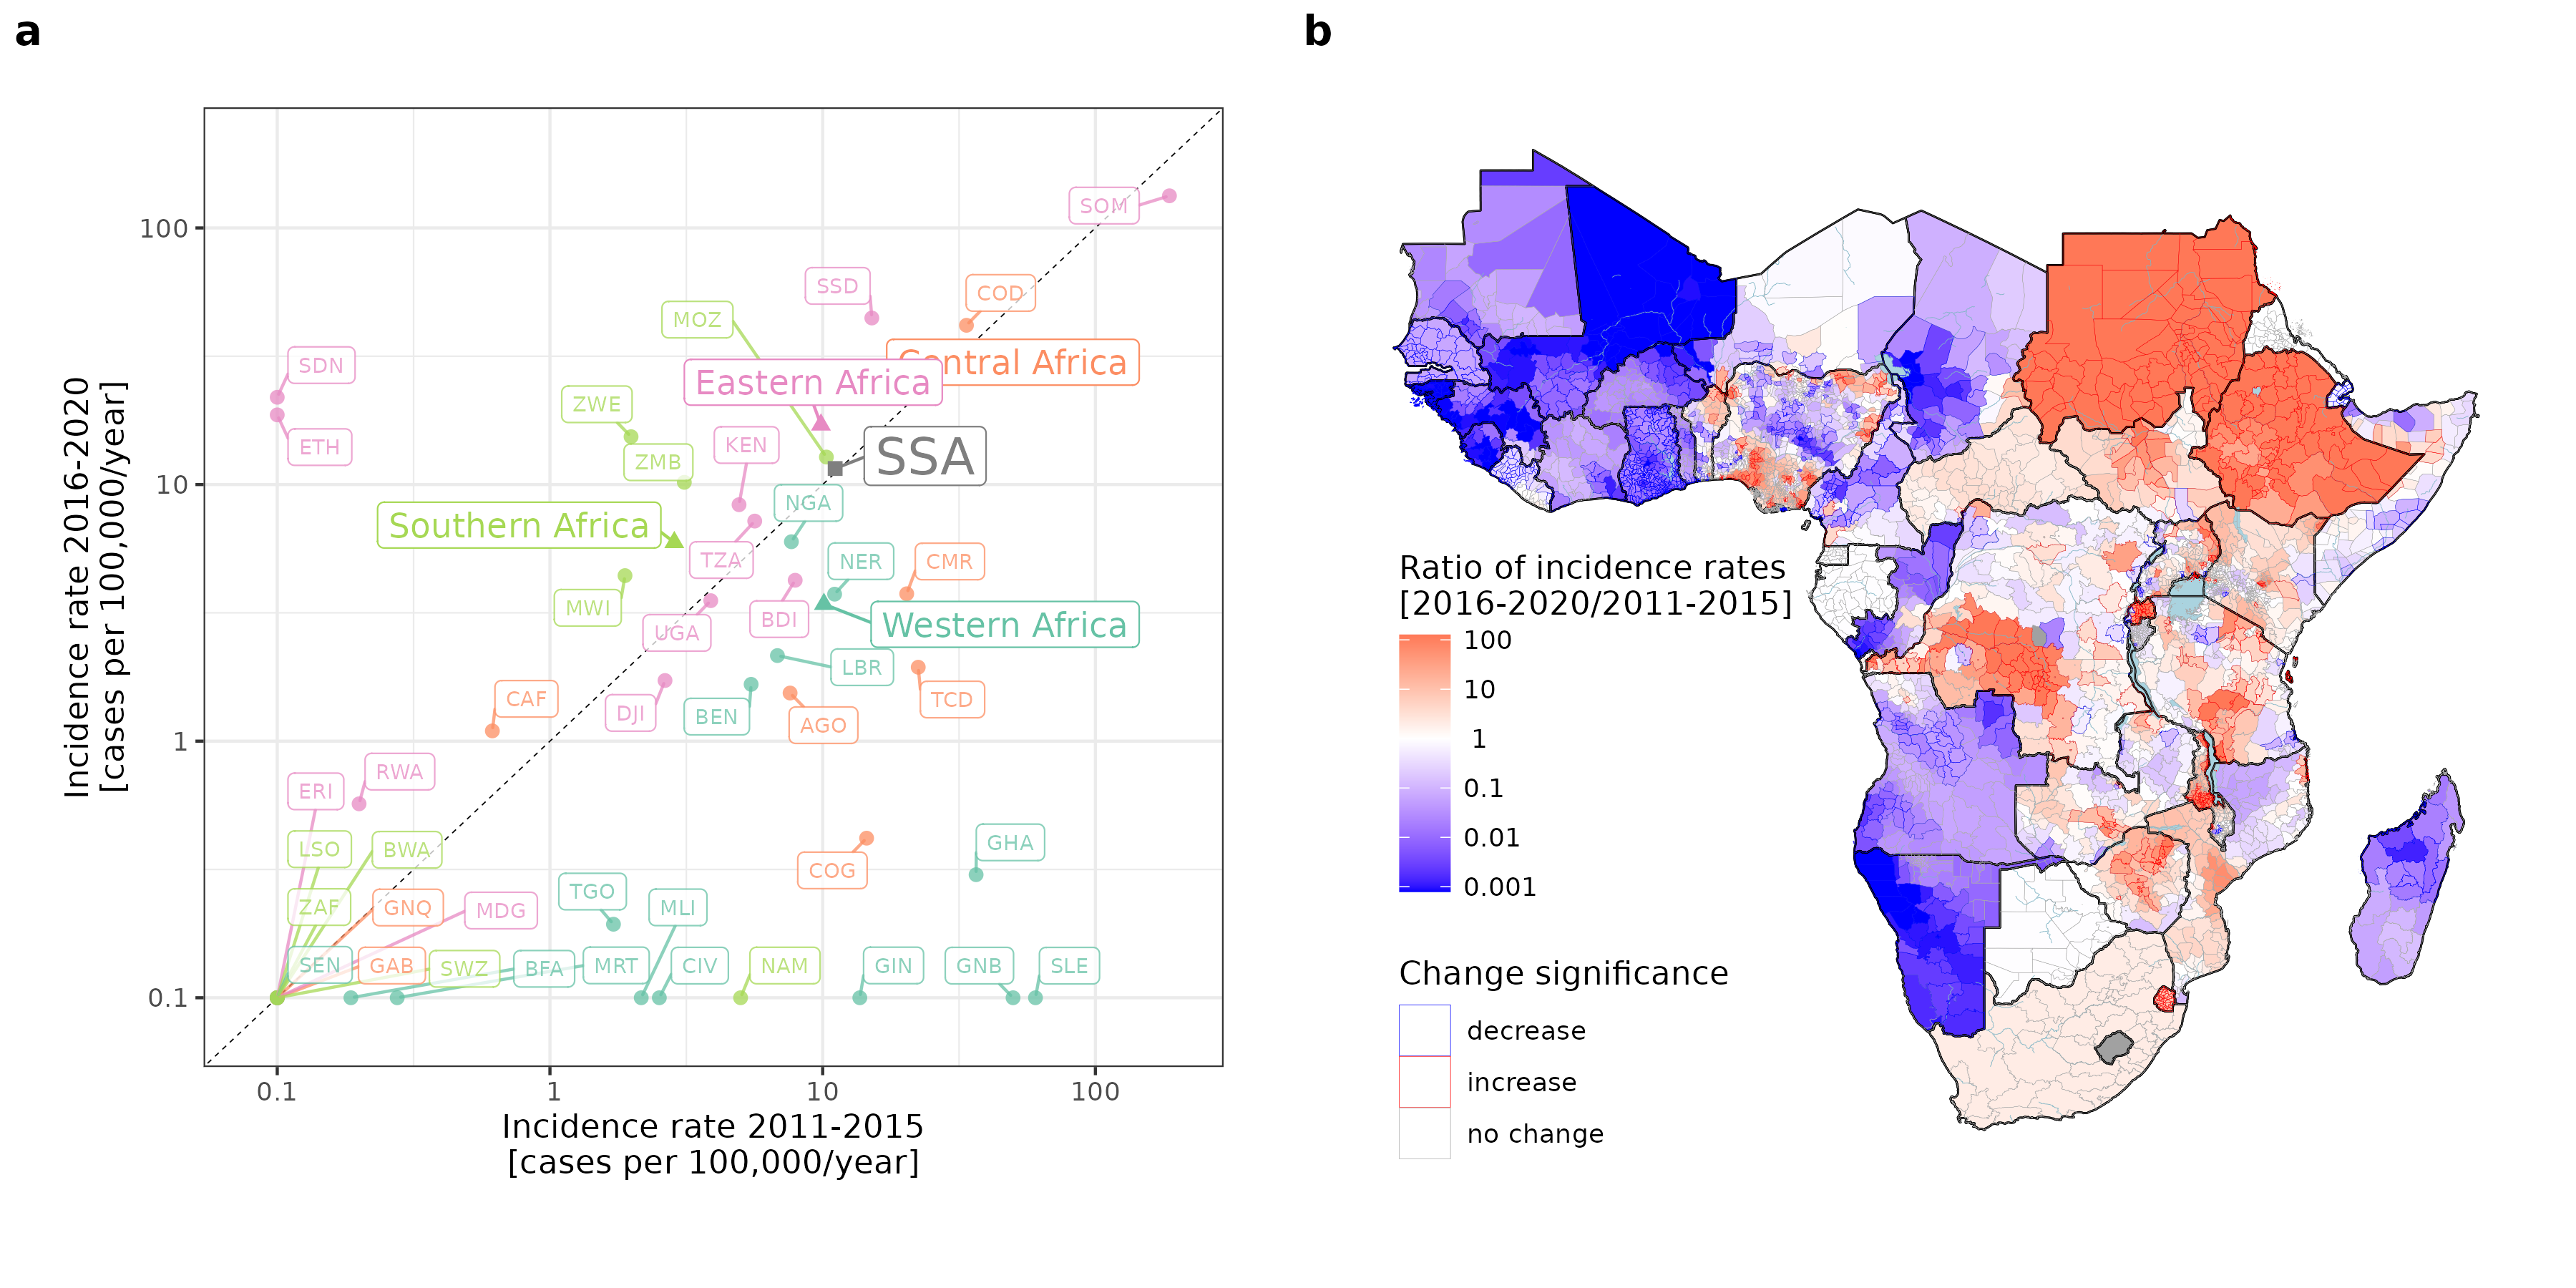 a
b
100
10
1
0.1
0.1
1
10
100
Incidence rate 2016-2020
[cases per 100,000/year]
Incidence rate 2011-2015
[cases per 100,000/year]
SOM
SSD
COD
MOZ
Central Africa
Eastern Africa
SDN
ZWE
ETH
KEN
SSA
ZMB
NGA
Southern Africa
TZA
NER
CMR
MWI
BDI
Western Africa
UGA
LBR
CAF
DJI
BEN
TCD
AGO
RWA
ERI
LSO
BWA
GHA
COG
TGO
ZAF
GNQ
MDG
MLI
SEN
GAB
SWZ
BFA
MRT
CIV
NAM
GIN
GNB
SLE
Ratio of incidence rates
[2016-2020/2011-2015]
100
10
1
0.1
0.01
0.001
Change significance
decrease
increase
no change